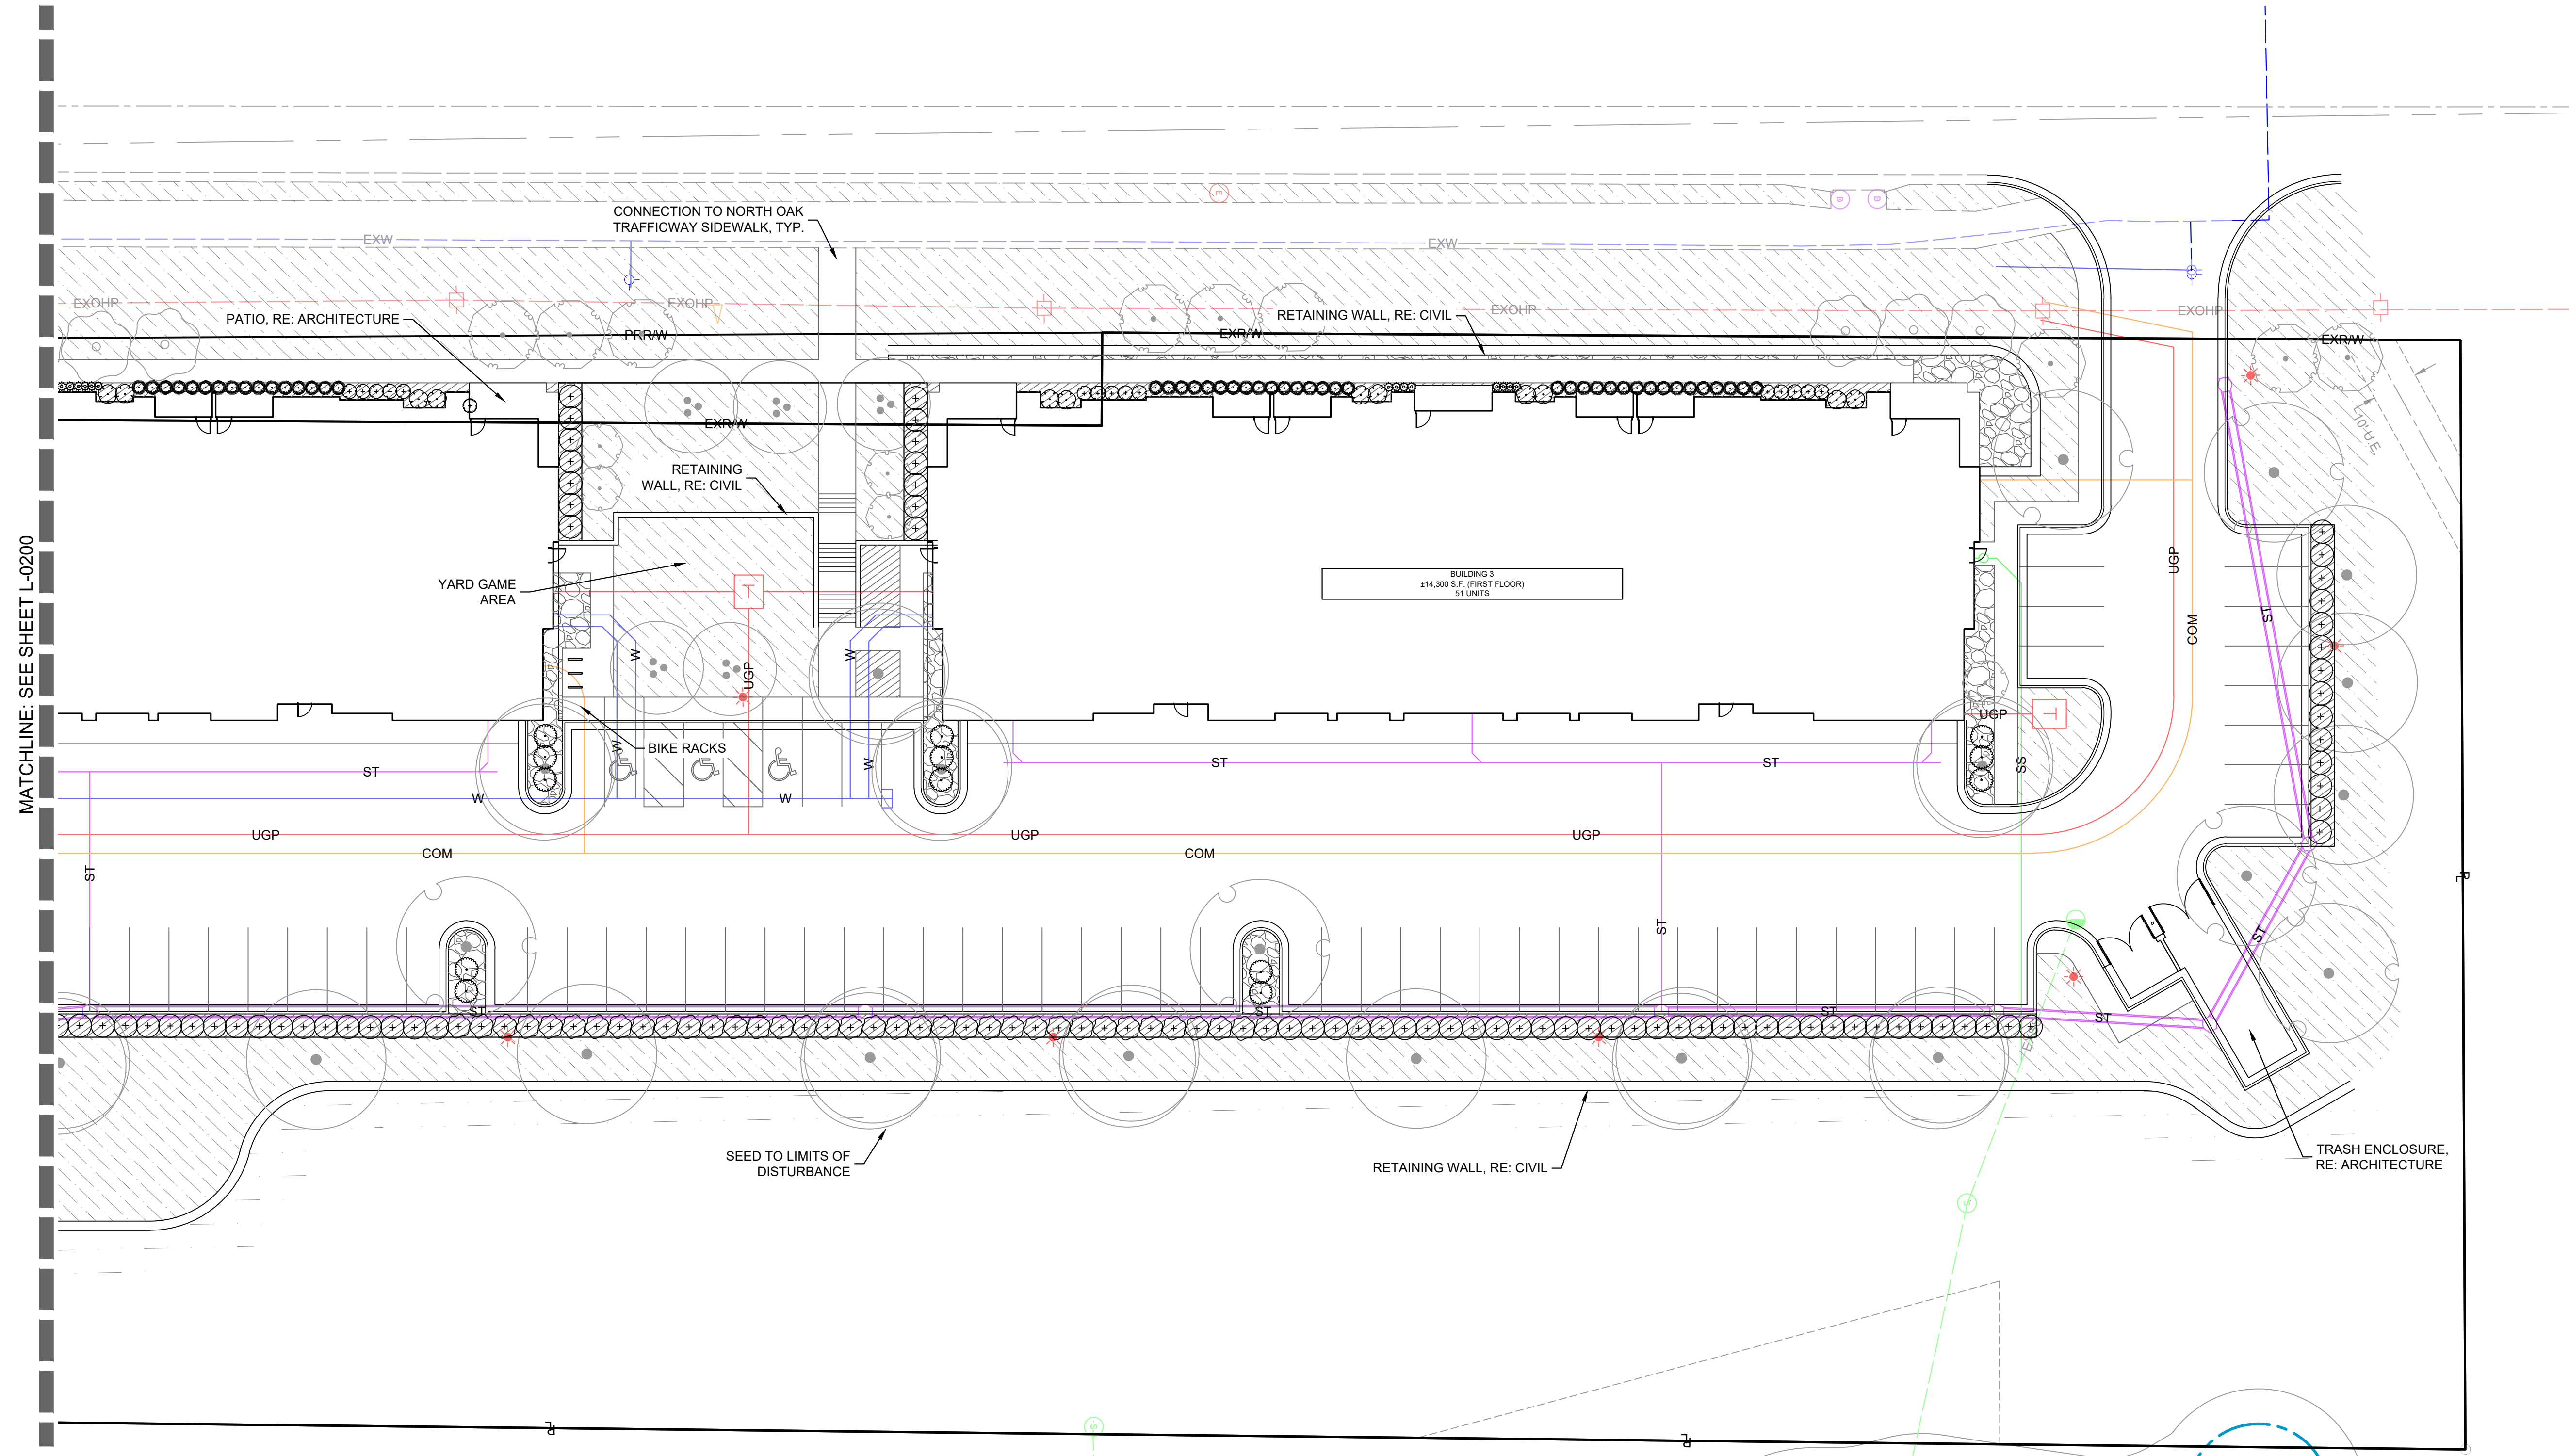 CONNECTION TO NORTH OAK
TRAFFICWAY SIDEWALK, TYP.
EXW
EXW
E
D
D
EXOHP
EXOHP
EXOHP
EXOHP
PATIO, RE: ARCHITECTURE
RETAINING WALL, RE: CIVIL
PRR/W
EXR/W
EXR/W
EXR/W
L10' U.E.
RETAINING
WALL, RE: CIVIL
MATCHLINE: SEE SHEET L-0200
YARD GAME
AREA
T
BUILDING 3
±14,300 S.F. (FIRST FLOOR)
51 UNITS
UGP
COM
ST
W
W
UGP
UGP
T
BIKE RACKS
W
W
ST
ST
ST
SS
W
W
UGP
UGP
UGP
COM
COM
ST
ST
ST
PL
ST
ST
ST
ST
SEED TO LIMITS OF
DISTURBANCE
RETAINING WALL, RE: CIVIL
TRASH ENCLOSURE,
RE: ARCHITECTURE
S
S
PL
PL